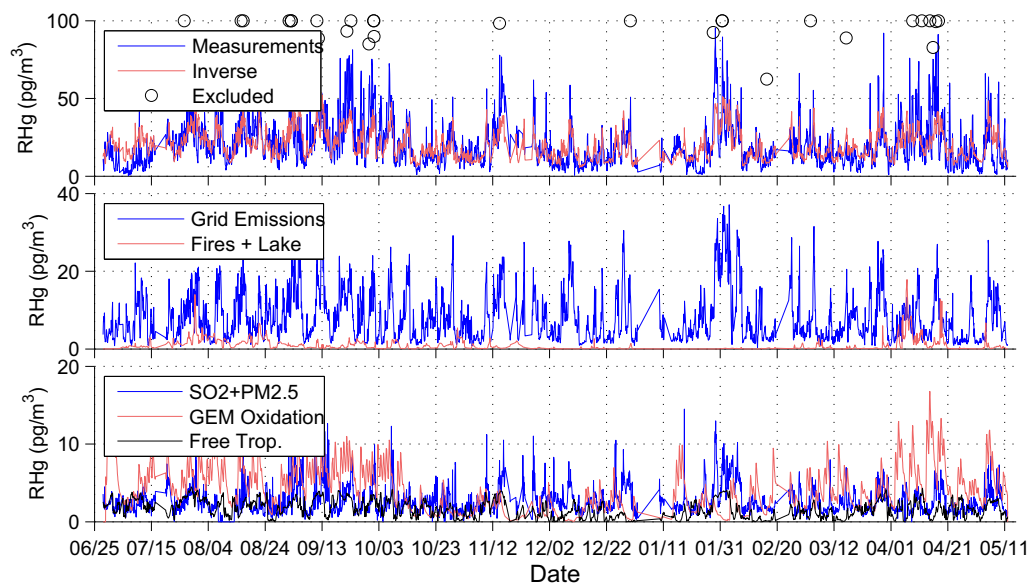 100
50
0
RHg (pg/m³)
Measurements
Inverse
Excluded
40
20
0
RHg (pg/m³)
Grid Emissions
Fires + Lake
20
10
0
RHg (pg/m³)
SO2+PM2.5
GEM Oxidation
Free Trop.
06/25 07/15 08/04 08/24 09/13 10/03 10/23 11/12 12/02 12/22 01/11 01/31 02/20 03/12 04/01 04/21 05/11
Date